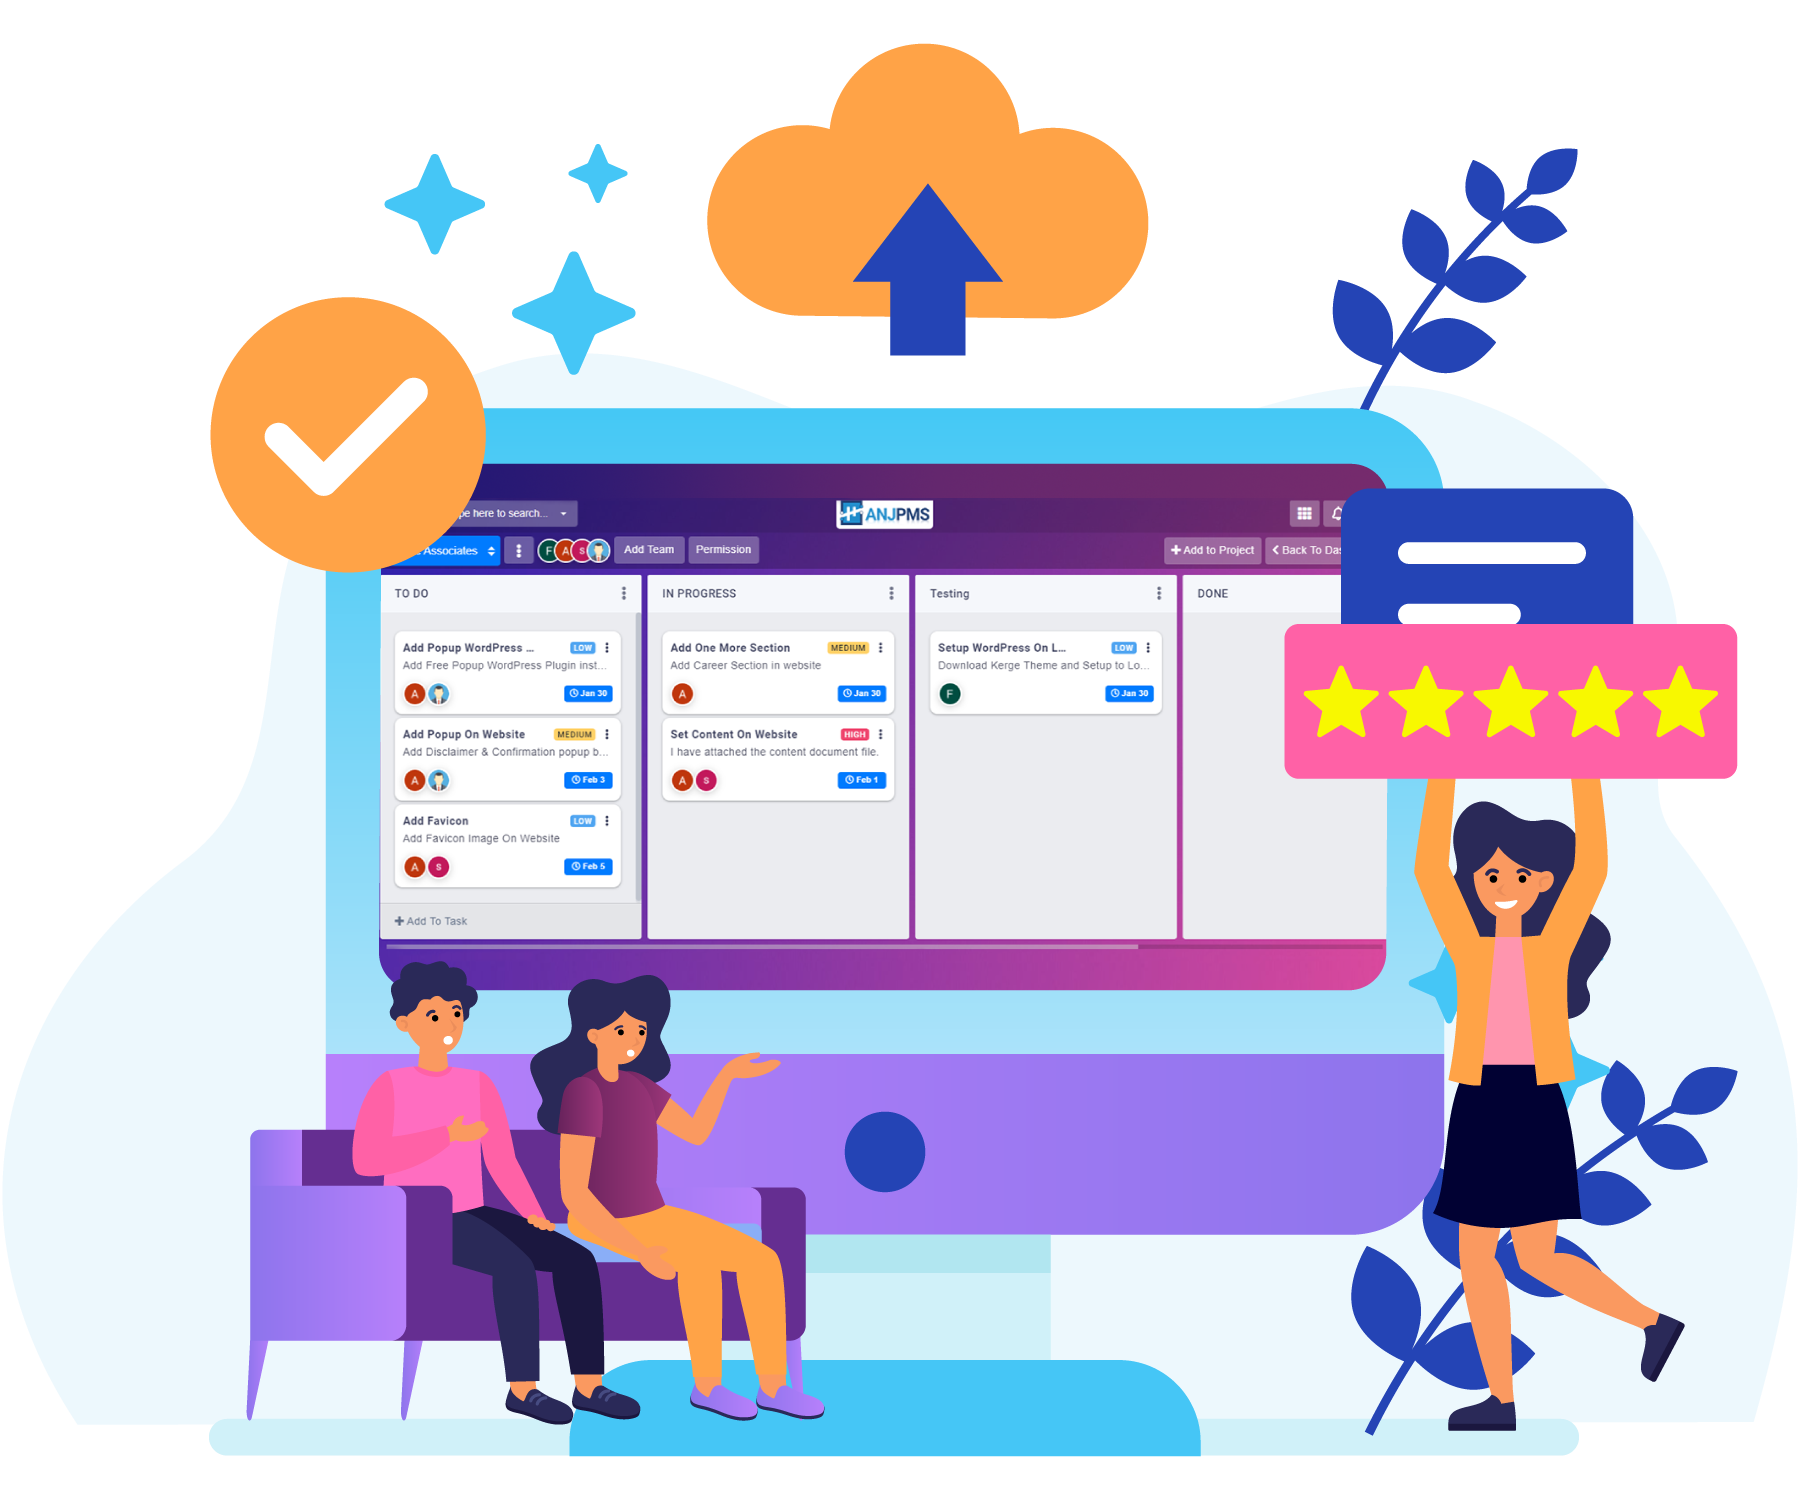 here to search...
ANJPMS
Associates
F A S
Add Team
Permission
Add to Project
Back To
TO DO
Add Popup WordPress ...
LOW
Add Free Popup WordPress Plugin inst...
A
Jan 30
Add Popup On Website
MEDIUM
Add Disclaimer & Confirmation popup b...
A
Feb 3
Add Favicon
LOW
Add Favicon Image On Website
A S
Feb 5
Add To Task
IN PROGRESS
Add One More Section
MEDIUM
Add Career Section in website
A
Jan 30
Set Content On Website
HIGH
I have attached the content document file.
A S
Feb 1
Testing
Setup WordPress On L...
LOW
Download Kerge Theme and Setup to Lo...
F
Jan 30
DONE